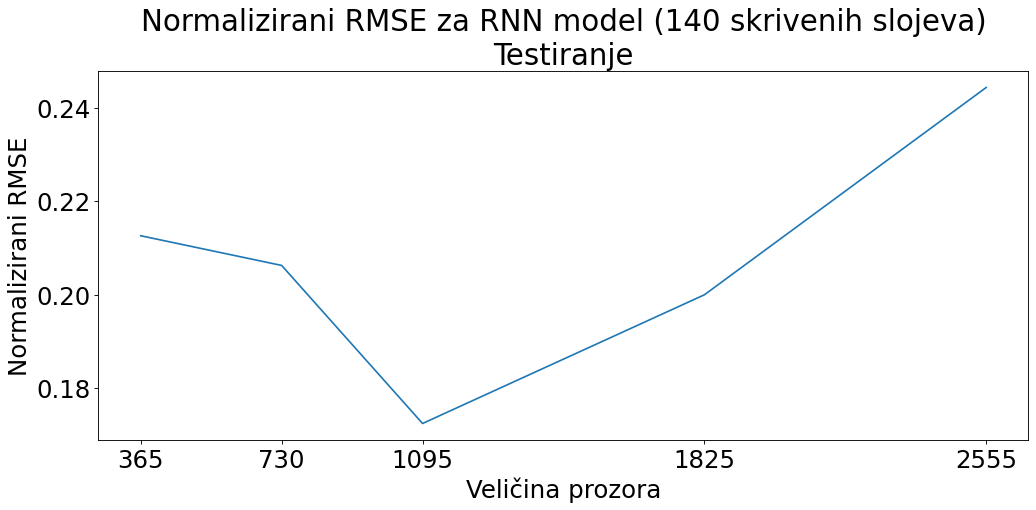 Normalizirani RMSE za RNN model (140 skrivenih slojeva)
Testiranje
Normalizirani RMSE
0.24
0.22
0.20
0.18
365 730 1095 1825 2555
Veličina prozora